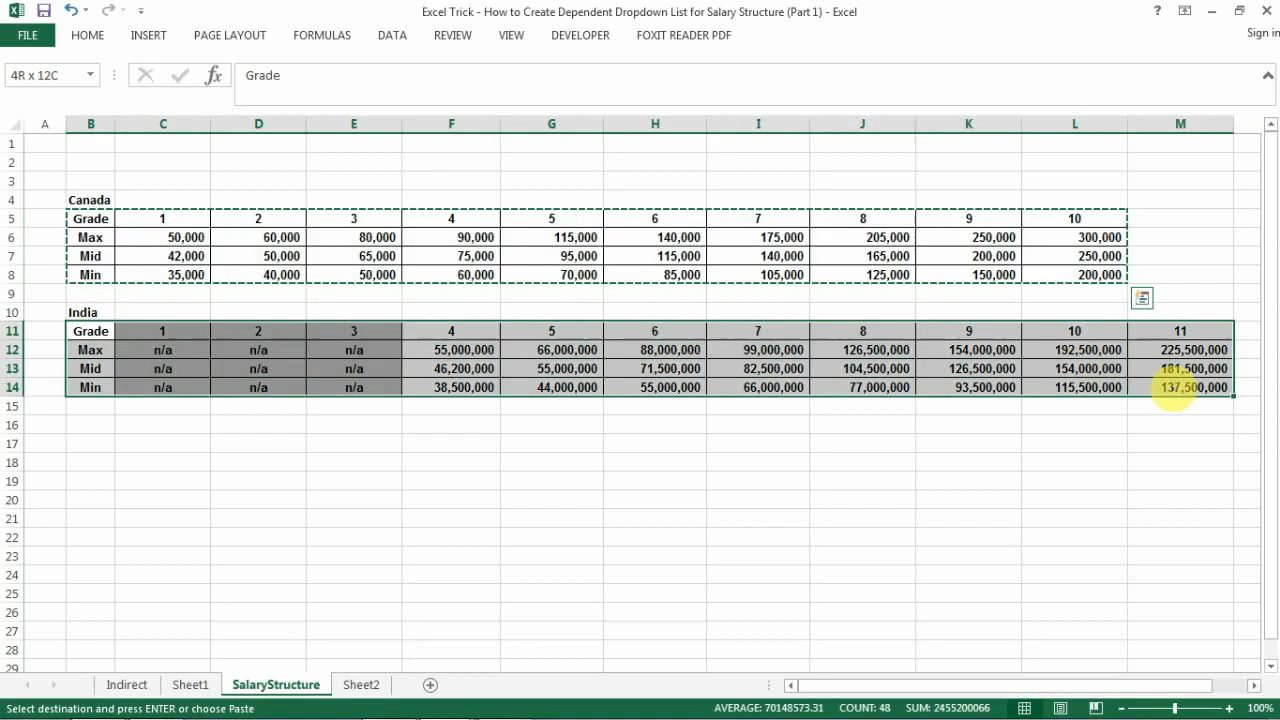 Excel Trick - How to Create Dependent Dropdown List for Salary Structure (Part 1) - Excel
?
FILE HOME INSERT PAGE LAYOUT FORMULAS DATA REVIEW VIEW DEVELOPER FOXIT READER PDF Sign in
4R x 12C fx Grade
A B C D E F G H I J K L M
1
2
3
4 Canada
5 Grade 1 2 3 4 5 6 7 8 9 10
6 Max 50,000 60,000 80,000 90,000 115,000 140,000 175,000 205,000 250,000 300,000
7 Mid 42,000 50,000 65,000 75,000 95,000 115,000 140,000 165,000 200,000 250,000
8 Min 35,000 40,000 50,000 60,000 70,000 85,000 105,000 125,000 150,000 200,000
9
10 India
11 Grade 1 2 3 4 5 6 7 8 9 10 11
12 Max n/a n/a n/a 55,000,000 66,000,000 88,000,000 99,000,000 126,500,000 154,000,000 192,500,000 225,500,000
13 Mid n/a n/a n/a 46,200,000 55,000,000 71,500,000 82,500,000 104,500,000 126,500,000 154,000,000 181,500,000
14 Min n/a n/a n/a 38,500,000 44,000,000 55,000,000 66,000,000 77,000,000 93,500,000 115,500,000 137,500,000
15
16
17
18
19
20
21
22
23
24
25
26
27
28
29
Indirect Sheet1 SalaryStructure Sheet2
Select destination and press ENTER or choose Paste AVERAGE: 70148573.31 COUNT: 48 SUM: 2455200066 100%